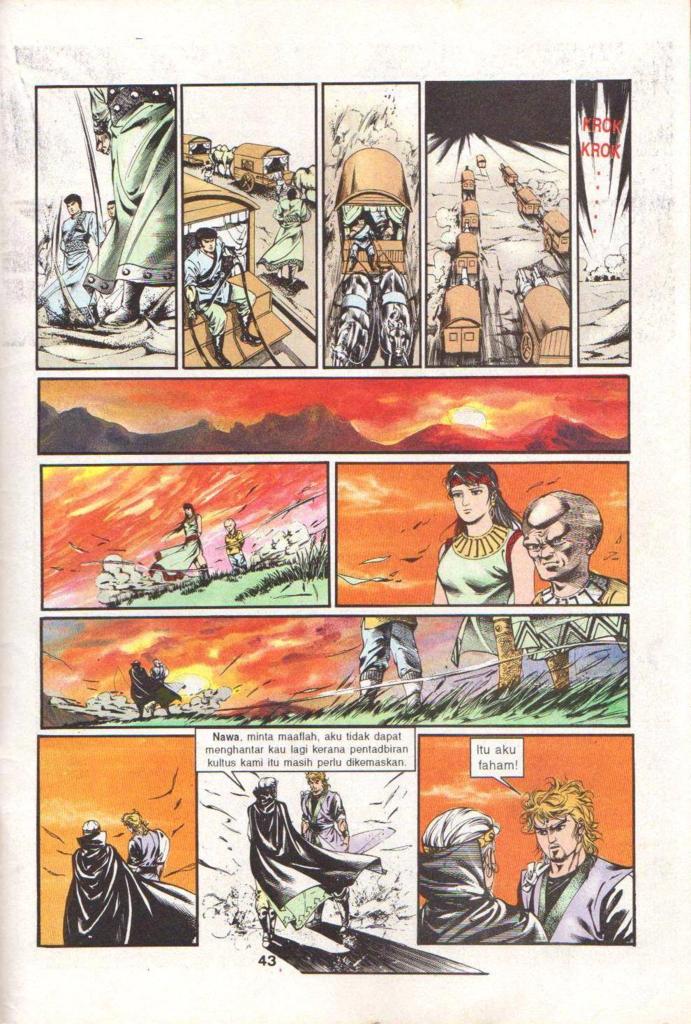 KROK
KROK
Nawa, minta maaflah, aku tidak dapat
menghantar kau lagi kerana pentadbiran
kultus kami itu masih perlu dikemaskan.
Itu aku
faham!
43